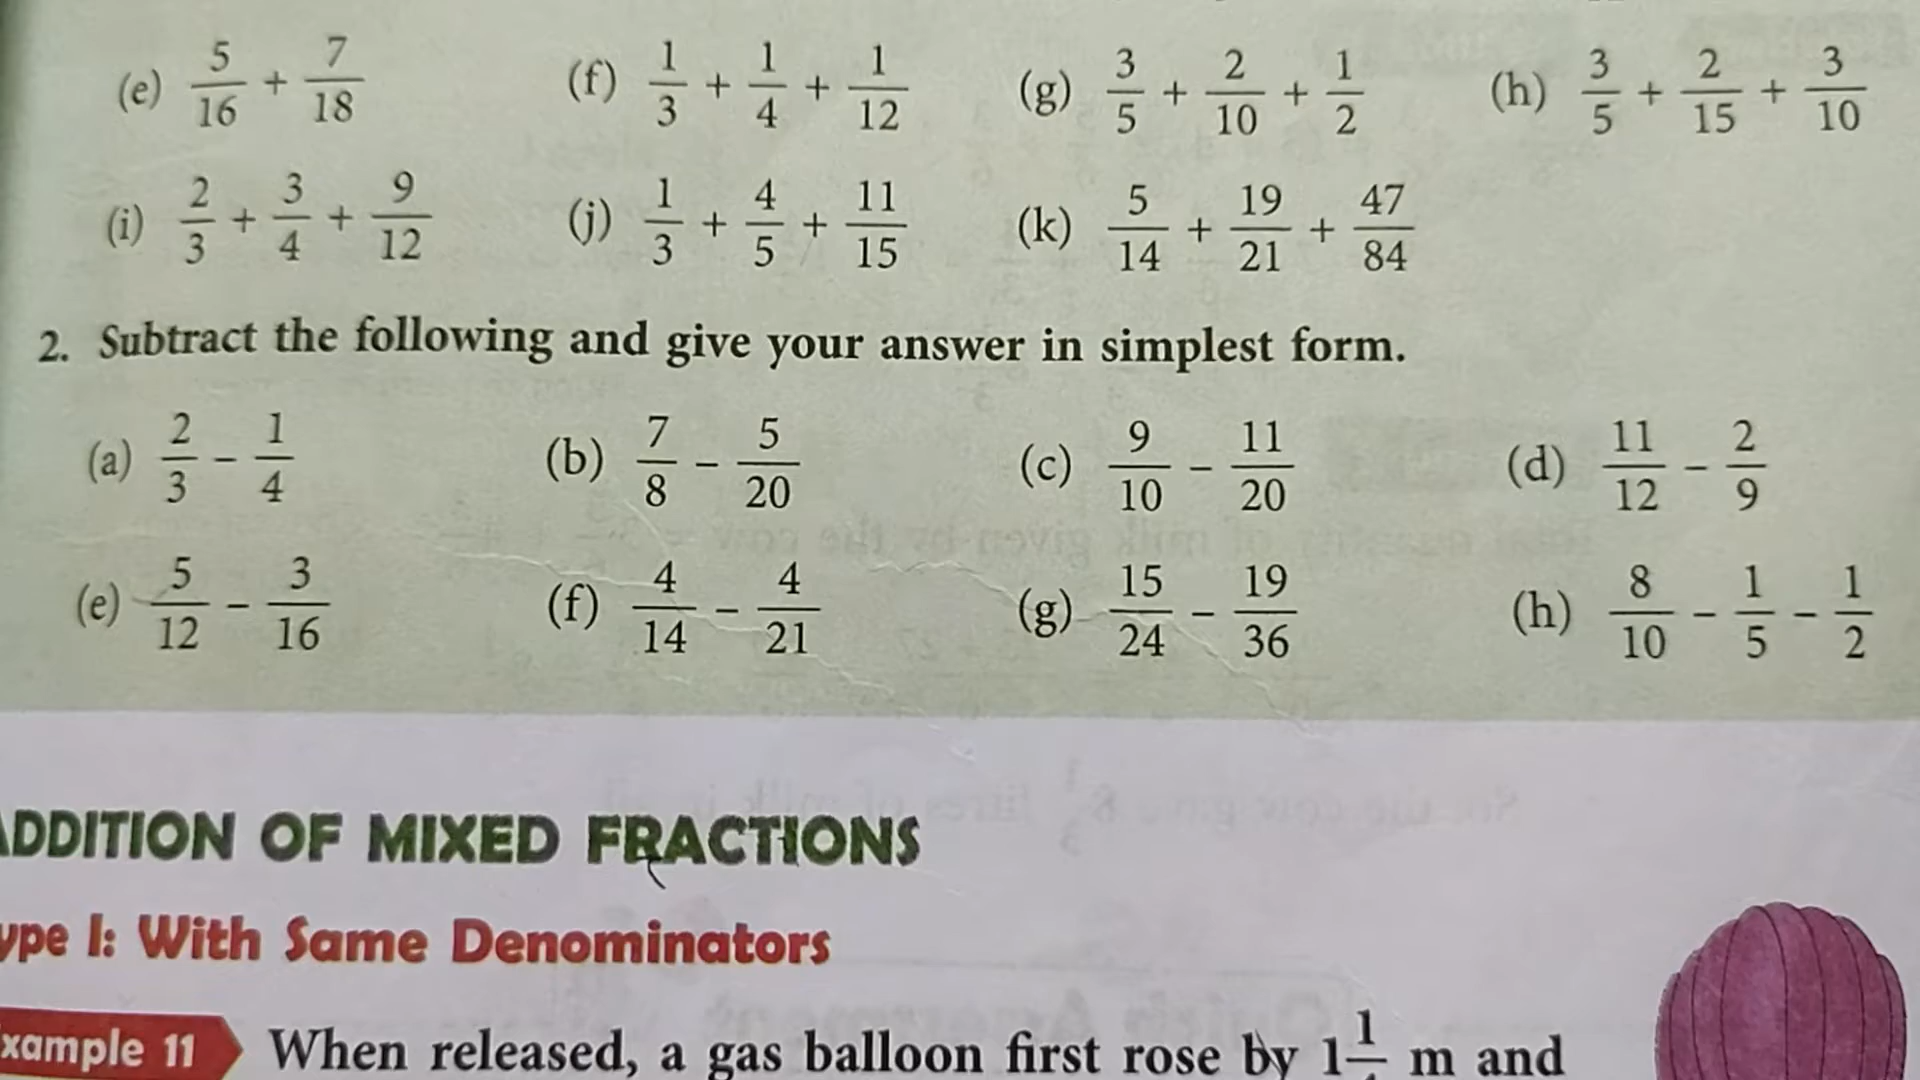 (e) 5/16 + 7/18 (f) 1/3 + 1/4 + 1/12 (g) 3/5 + 2/10 + 1/2 (h) 3/5 + 2/15 + 3/10
(i) 2/3 + 3/4 + 9/12 (j) 1/3 + 4/5 + 11/15 (k) 5/14 + 19/21 + 47/84
2. Subtract the following and give your answer in simplest form.
(a) 2/3 - 1/4 (b) 7/8 - 5/20 (c) 9/10 - 11/20 (d) 11/12 - 2/9
(e) 5/12 - 3/16 (f) 4/14 - 4/21 (g) 15/24 - 19/36 (h) 8/10 - 1/5 - 1/2
ADDITION OF MIXED FRACTIONS
ype I: With Same Denominators
xample 11 When released, a gas balloon first rose by 1 1/ m and